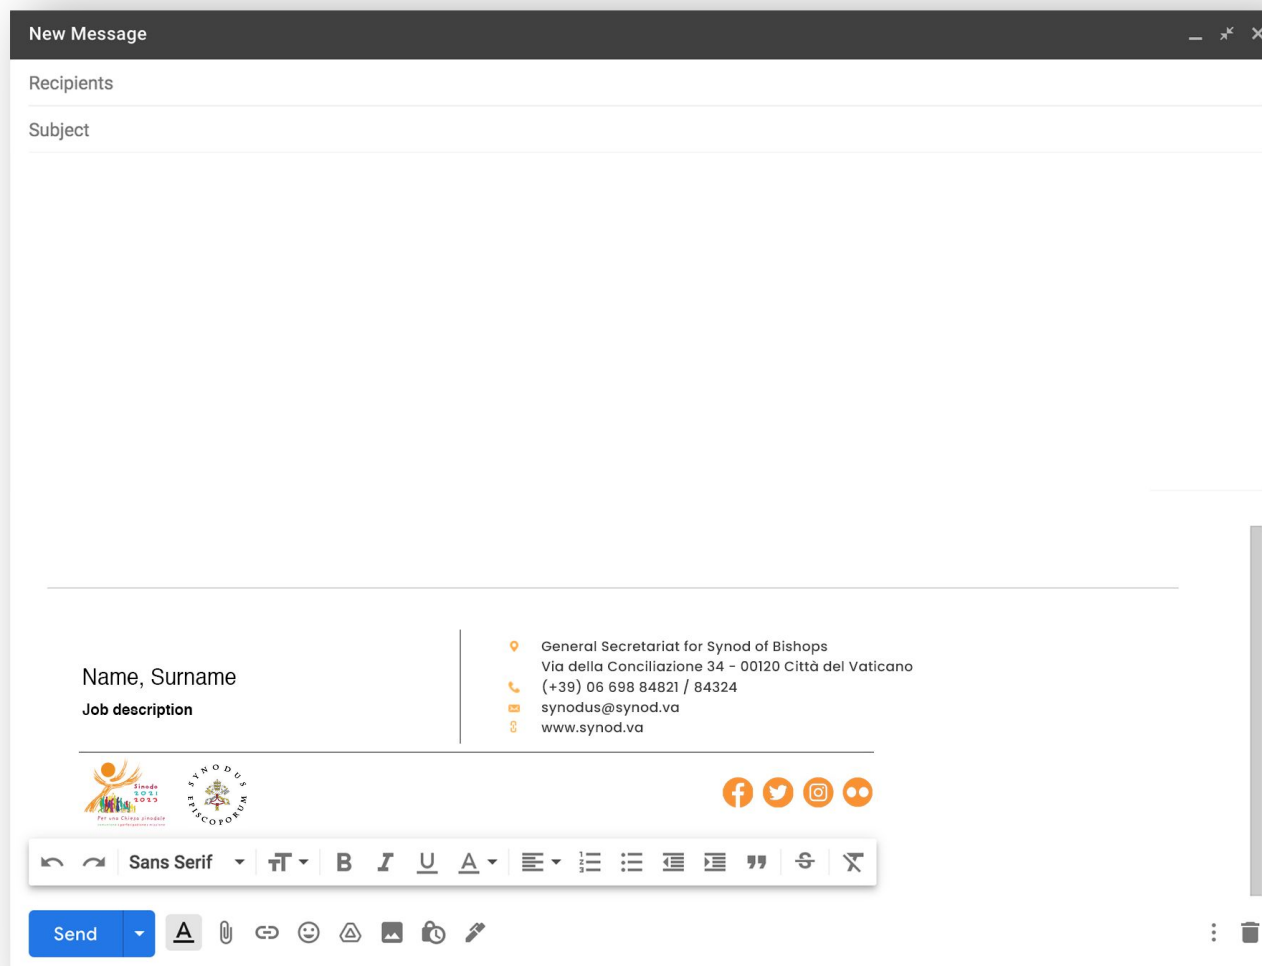 New Message
Recipients
Subject
Name, Surname
Job description
General Secretariat for Synod of Bishops
Via della Conciliazione 34 - 00120 Città del Vaticano
(+39) 06 698 84821 / 84324
synodus@synod.va
www.synod.va
Sinodo
2021
2023
Per una Chiesa sinodale
SYNODUS EPISCOPORUM
Sans Serif
Send